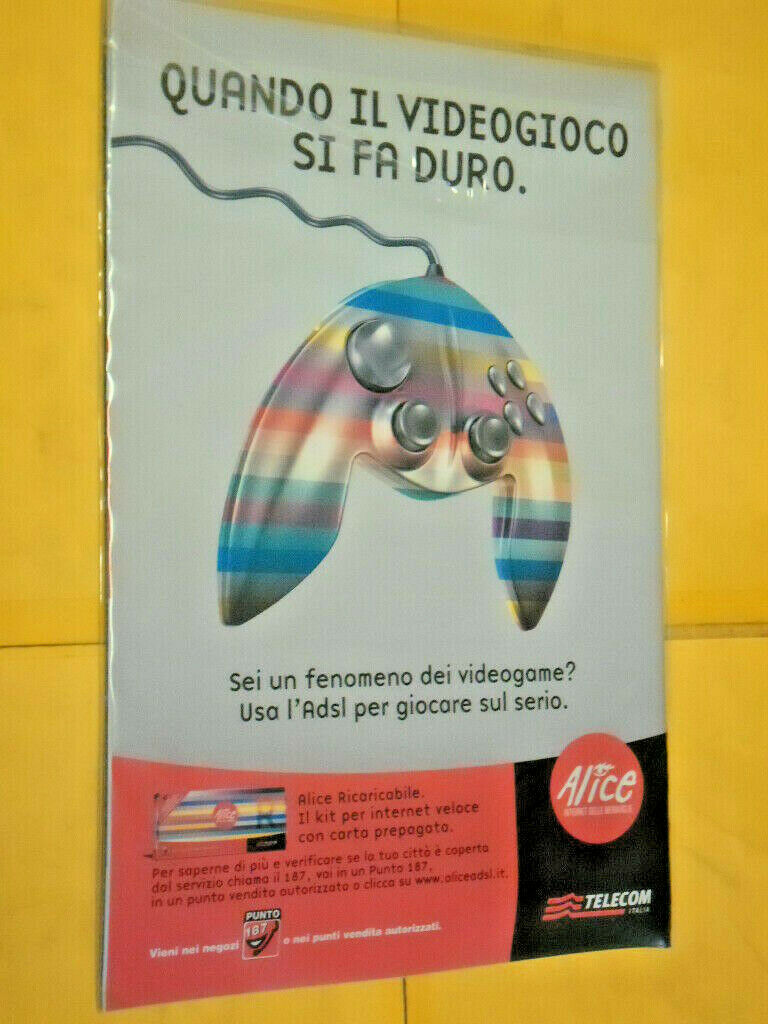 QUANDO IL VIDEOGIOCO
SI FA DURO.
Sei un fenomeno dei videogame?
Usa l'Adsl per giocare sul serio.
Alice Ricaricabile.
Il kit per internet veloce
con carta prepagata.
Per saperne di più e verificare se la tua città è coperta
dal servizio chiama il 187, vai in un Punto 187,
in un punto vendita autorizzato o clicca su www.aliceadsl.it.
Vieni nei negozi PUNTO 187 o nei punti vendita autorizzati.
Alice
INTERNET DELLE MERAVIGLIE
TELECOM
ITALIA